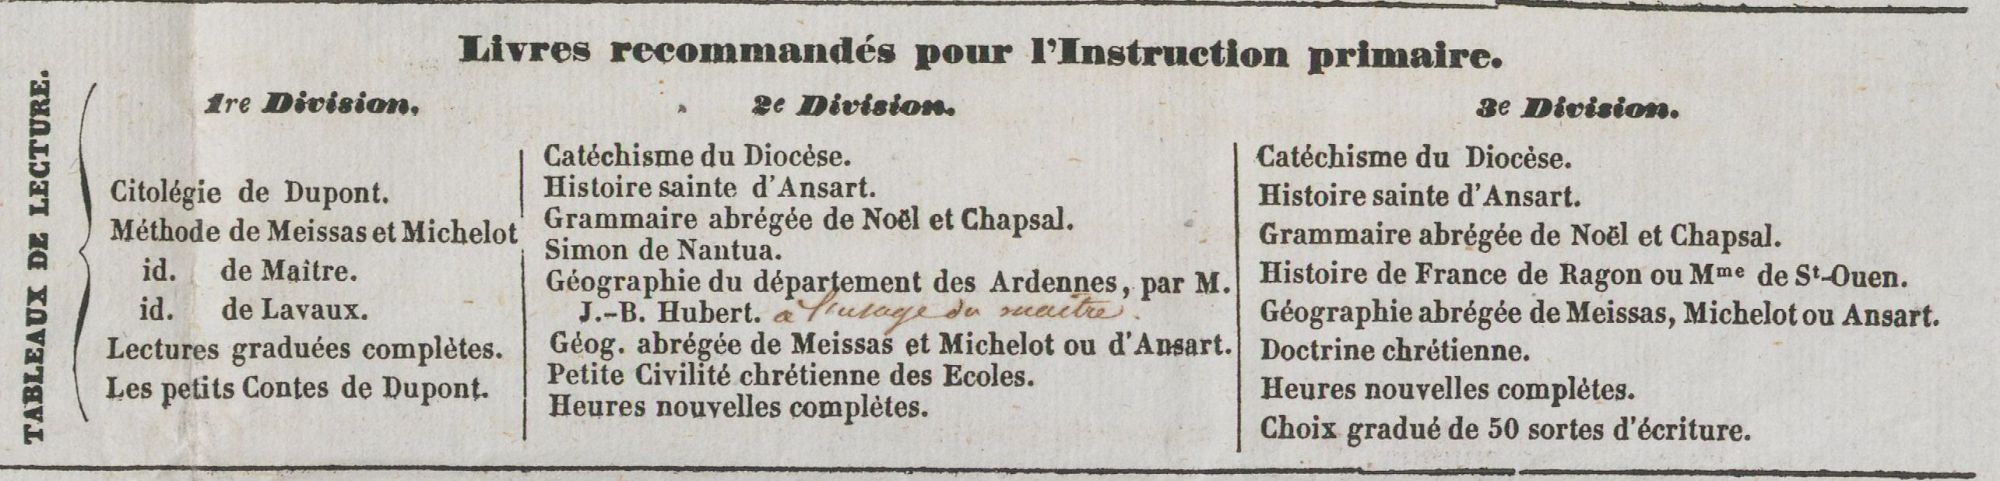 Livres recommandés pour l'Instruction primaire.
TABLEAUX DE LECTURE.
1re Division.
Citolégie de Dupont.
Méthode de Meissas et Michelot
id. de Maître.
id. de Lavaux.
Lectures graduées complètes.
Les petits Contes de Dupont.
2e Division.
Catéchisme du Diocèse.
Histoire sainte d'Ansart.
Grammaire abrégée de Noël et Chapsal.
Simon de Nantua.
Géographie du département des Ardennes, par M.
J.-B. Hubert. à l'usage du maître.
Géog. abrégée de Meissas et Michelot ou d'Ansart.
Petite Civilité chrétienne des Ecoles.
Heures nouvelles complètes.
3e Division.
Catéchisme du Diocèse.
Histoire sainte d'Ansart.
Grammaire abrégée de Noël et Chapsal.
Histoire de France de Ragon ou Mme de St-Ouen.
Géographie abrégée de Meissas, Michelot ou Ansart.
Doctrine chrétienne.
Heures nouvelles complètes.
Choix gradué de 50 sortes d'écriture.